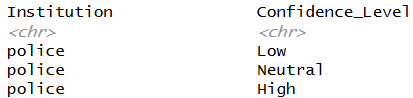 Institution Confidence_Level
<chr> <chr>
police Low
police Neutral
police High